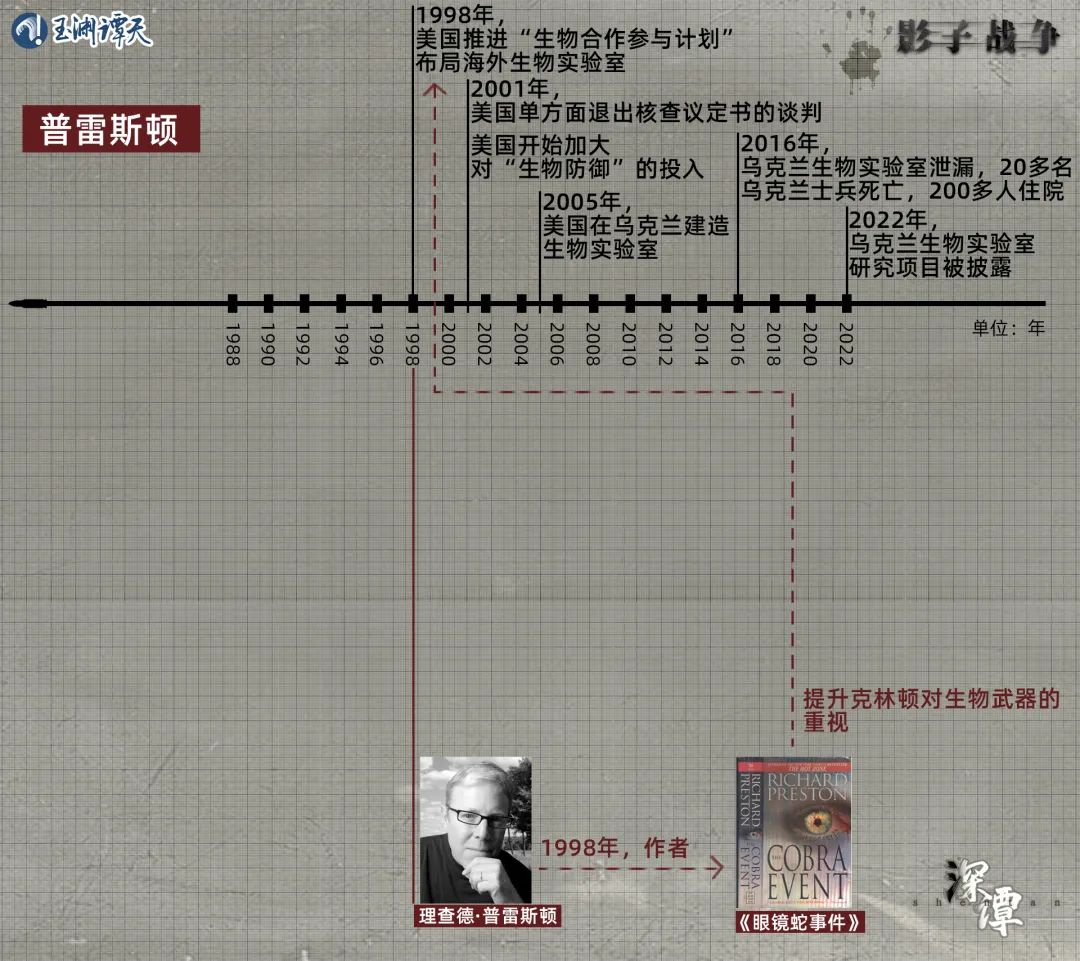 玉渊谭天
影子战争
普雷斯顿
1998年，
美国推进“生物合作参与计划”
布局海外生物实验室
2001年，
美国单方面退出核查议定书的谈判
美国开始加大
对“生物防御”的投入
2005年，
美国在乌克兰建造
生物实验室
2016年，
乌克兰生物实验室泄漏，20多名
乌克兰士兵死亡，200多人住院
2022年，
乌克兰生物实验室
研究项目被披露
1988
1990
1992
1994
1996
1998
2000
2002
2004
2006
2008
2010
2012
2014
2016
2018
2020
2022
单位：年
提升克林顿对生物武器的
重视
1998年，作者
理查德·普雷斯顿
THE HOT ZONE
RICHARD
PRESTON
THE
COBRA
EVENT
RICHARD PRESTON
COBRA EVENT
《眼镜蛇事件》
深潭
shentan